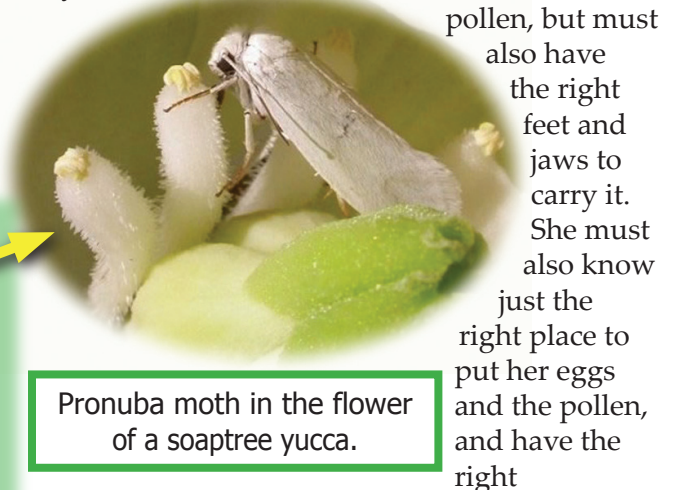 pollen, but must
also have
the right
feet and
jaws to
carry it.
She must
also know
just the
right place to
put her eggs
and the pollen,
and have the
right
Pronuba moth in the flower
of a soaptree yucca.